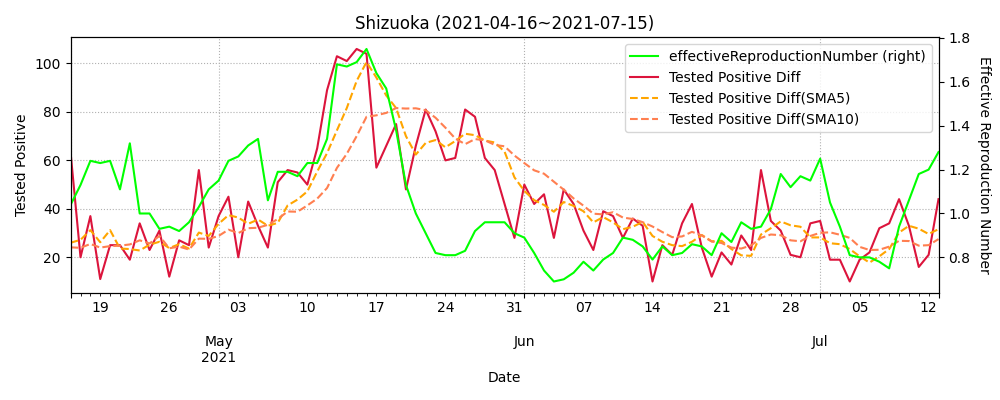 Shizuoka (2021-04-16~2021-07-15)
effectiveReproductionNumber (right)
Tested Positive Diff
Tested Positive Diff(SMA5)
Tested Positive Diff(SMA10)
Tested Positive
100
80
60
40
20
1.8
1.6
1.4
1.2
1.0
0.8
Effective Reproduction Number
19 26 03 10 17 24 31 07 14 21 28 05 12
May Jun Jul
2021
Date